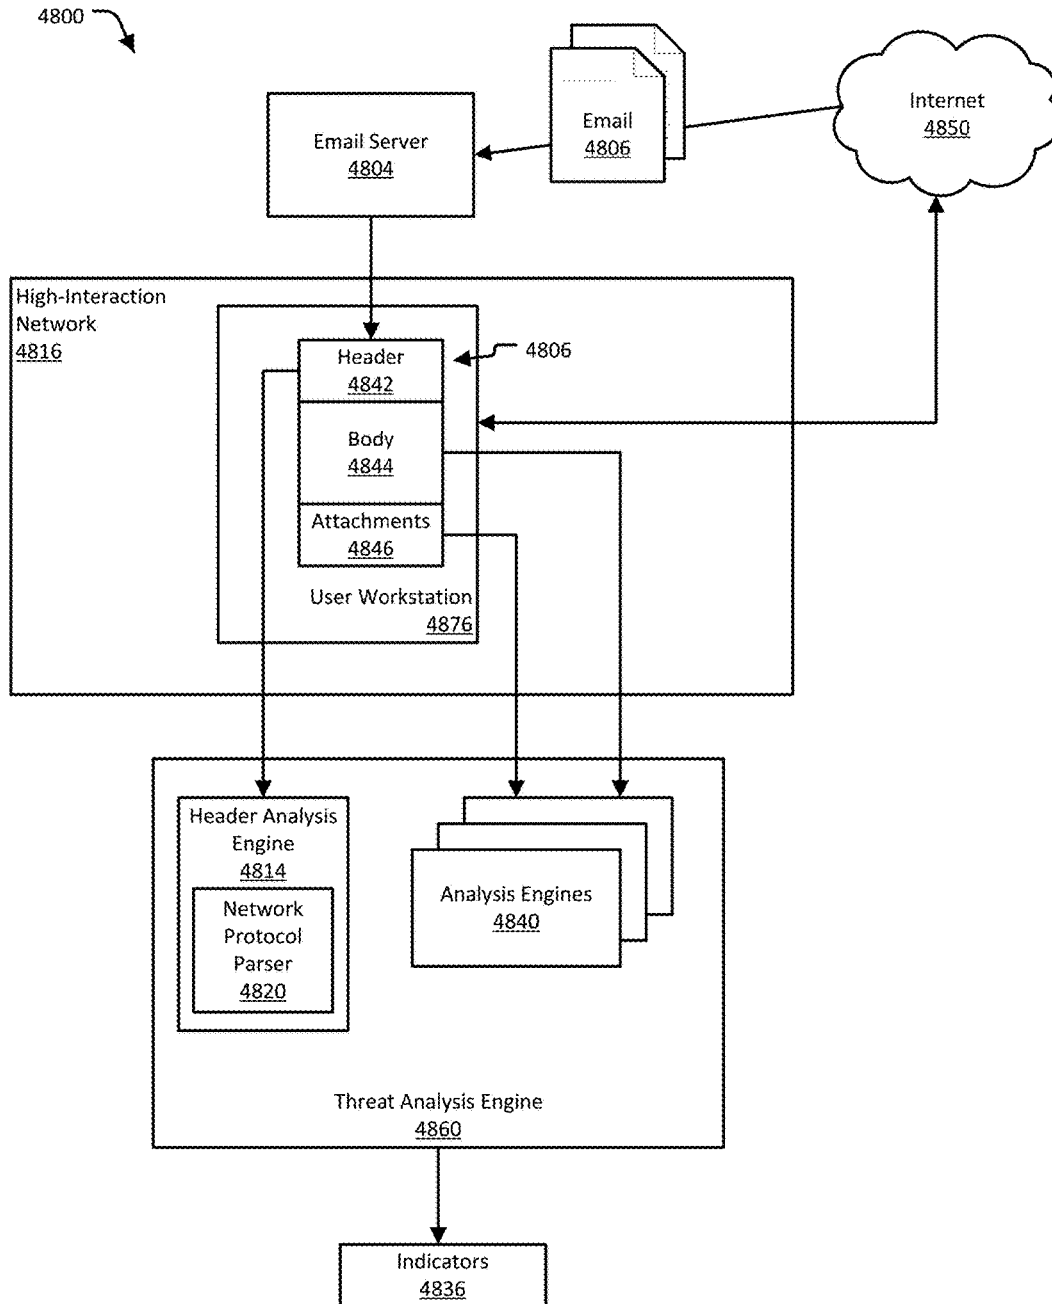 4800
Email
4806
Internet
4850
Email Server
4804
High-Interaction
Network
4816
Header
4842
4806
Body
4844
Attachments
4846
User Workstation
4876
Header Analysis
Engine
4814
Network
Protocol
Parser
4820
Analysis Engines
4840
Threat Analysis Engine
4860
Indicators
4836